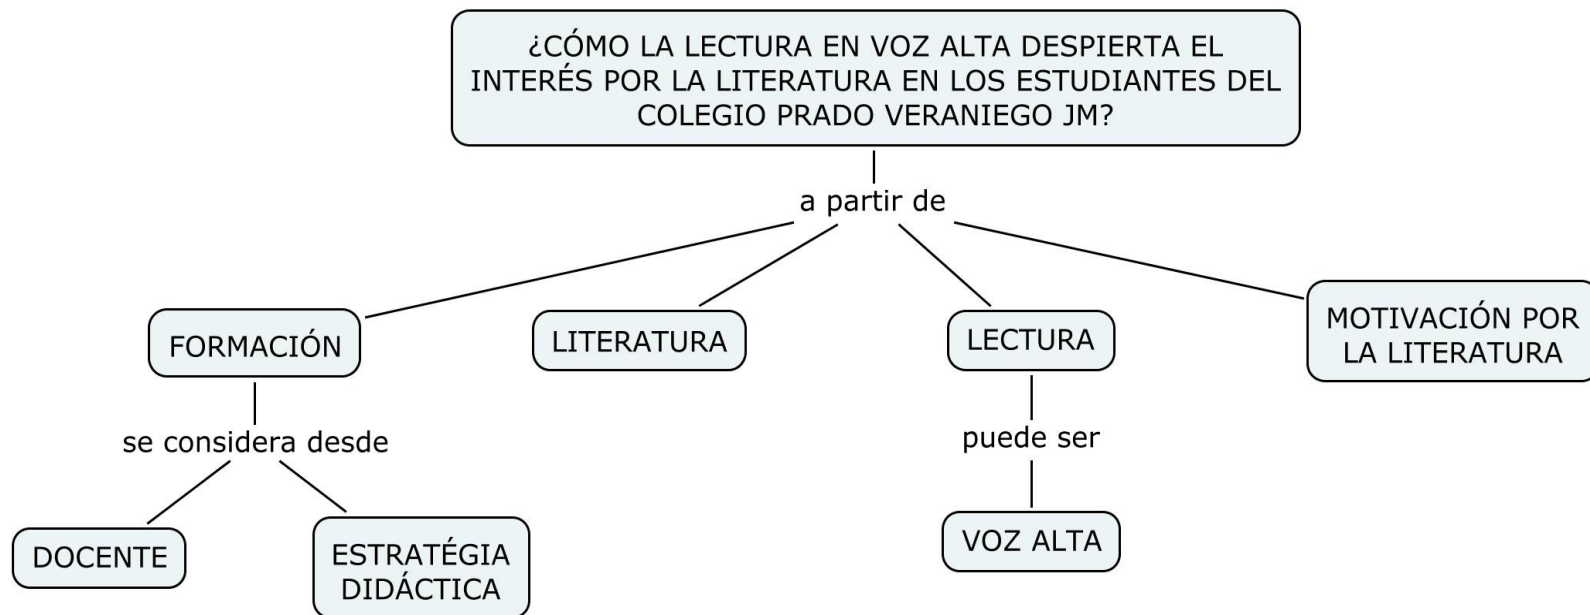 ¿CÓMO LA LECTURA EN VOZ ALTA DESPIERTA EL
INTERÉS POR LA LITERATURA EN LOS ESTUDIANTES DEL
COLEGIO PRADO VERANIEGO JM?
a partir de
FORMACIÓN
LITERATURA
LECTURA
MOTIVACIÓN POR
LA LITERATURA
se considera desde
puede ser
DOCENTE
ESTRATÉGIA
DIDÁCTICA
VOZ ALTA